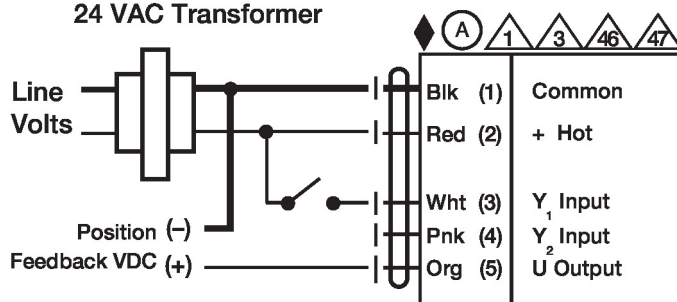 24 VAC Transformer
A 1 3 46 47
Line Volts
Blk (1) Common
Red (2) + Hot
Wht (3) Y1 Input
Position (–)
Pnk (4) Y2 Input
Feedback VDC (+)
Org (5) U Output